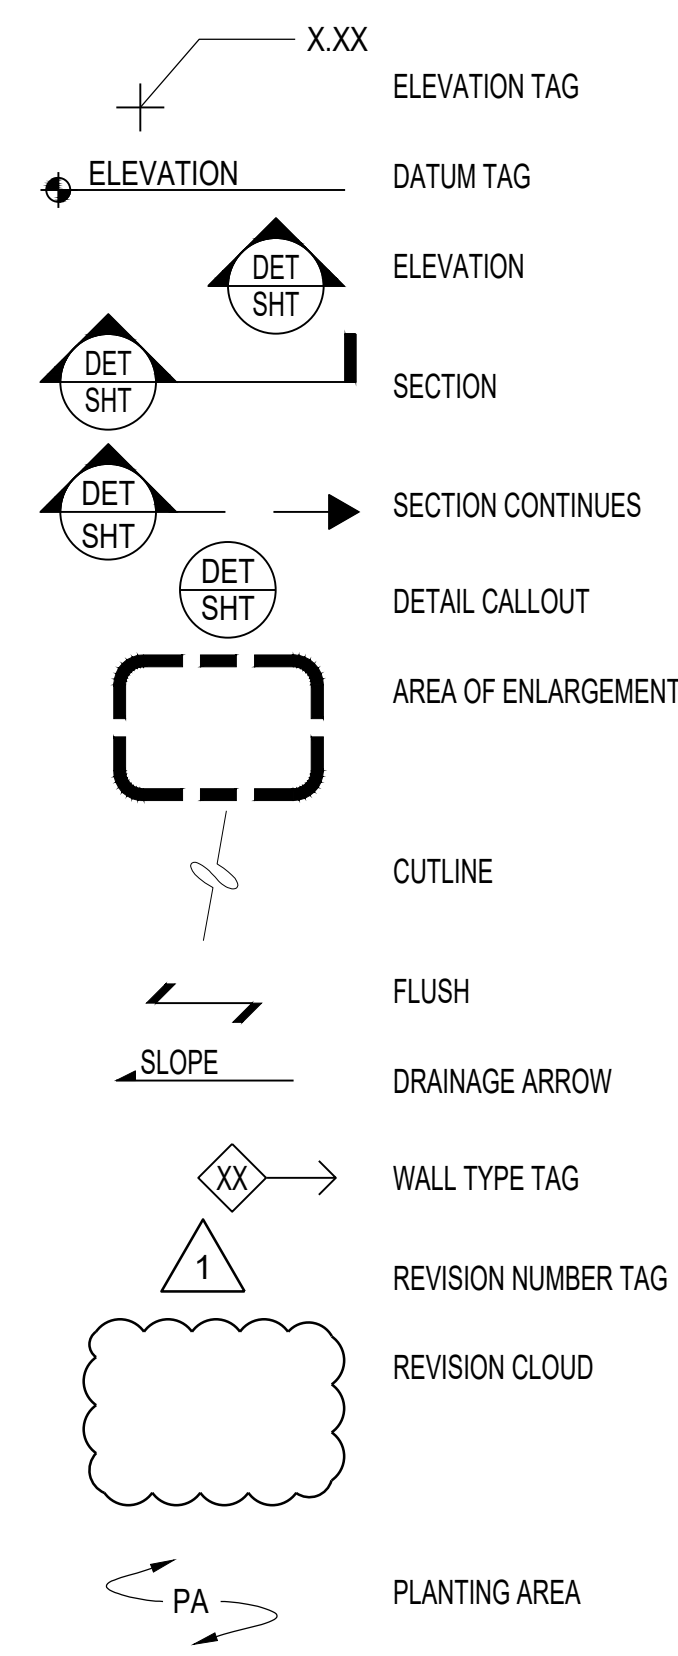 X.XX
ELEVATION TAG
ELEVATION
DATUM TAG
DET
SHT
ELEVATION
DET
SHT
SECTION
DET
SHT
SECTION CONTINUES
DET
SHT
DETAIL CALLOUT
AREA OF ENLARGEMENT
CUTLINE
FLUSH
SLOPE
DRAINAGE ARROW
XX
WALL TYPE TAG
1
REVISION NUMBER TAG
REVISION CLOUD
PA
PLANTING AREA